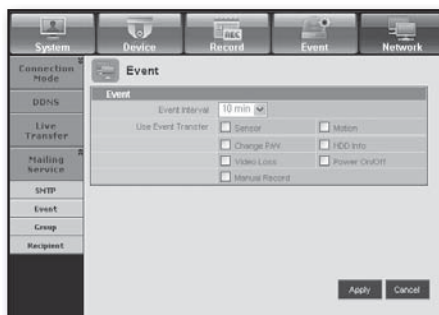 System Device Record Event Network
REC
Connection
Mode
DDNS
Live
Transfer
Mailing
Service
SMTP
Event
Group
Recipient
Event
Event
Event Interval 10 min
Use Event Transfer Sensor Motion
Change P/W HDD Info
Video Loss Power On/Off
Manual Record
Apply Cancel